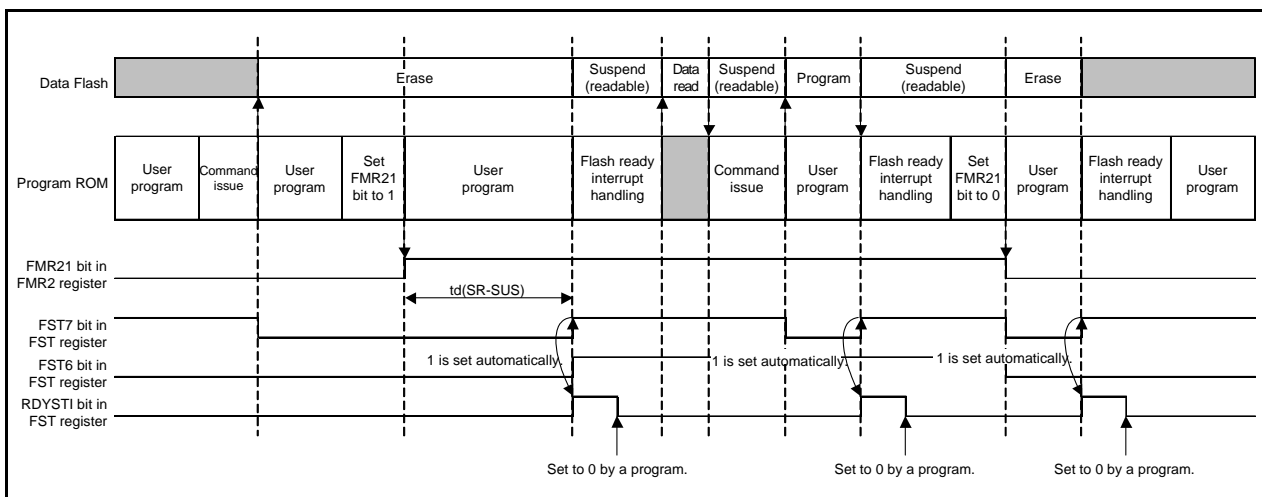 Data Flash
Erase
Suspend
(readable)
Data
read
Suspend
(readable)
Program
Suspend
(readable)
Erase
Program ROM
User
program
Command
issue
User
program
Set
FMR21
bit to 1
User
program
Flash ready
interrupt
handling
Command
issue
User
program
Flash ready
interrupt
handling
Set
FMR21
bit to 0
User
program
Flash ready
interrupt
handling
User
program
FMR21 bit in
FMR2 register
td(SR-SUS)
FST7 bit in
FST register
1 is set automatically.
1 is set automatically.
1 is set automatically.
FST6 bit in
FST register
RDYSTI bit in
FST register
Set to 0 by a program.
Set to 0 by a program.
Set to 0 by a program.